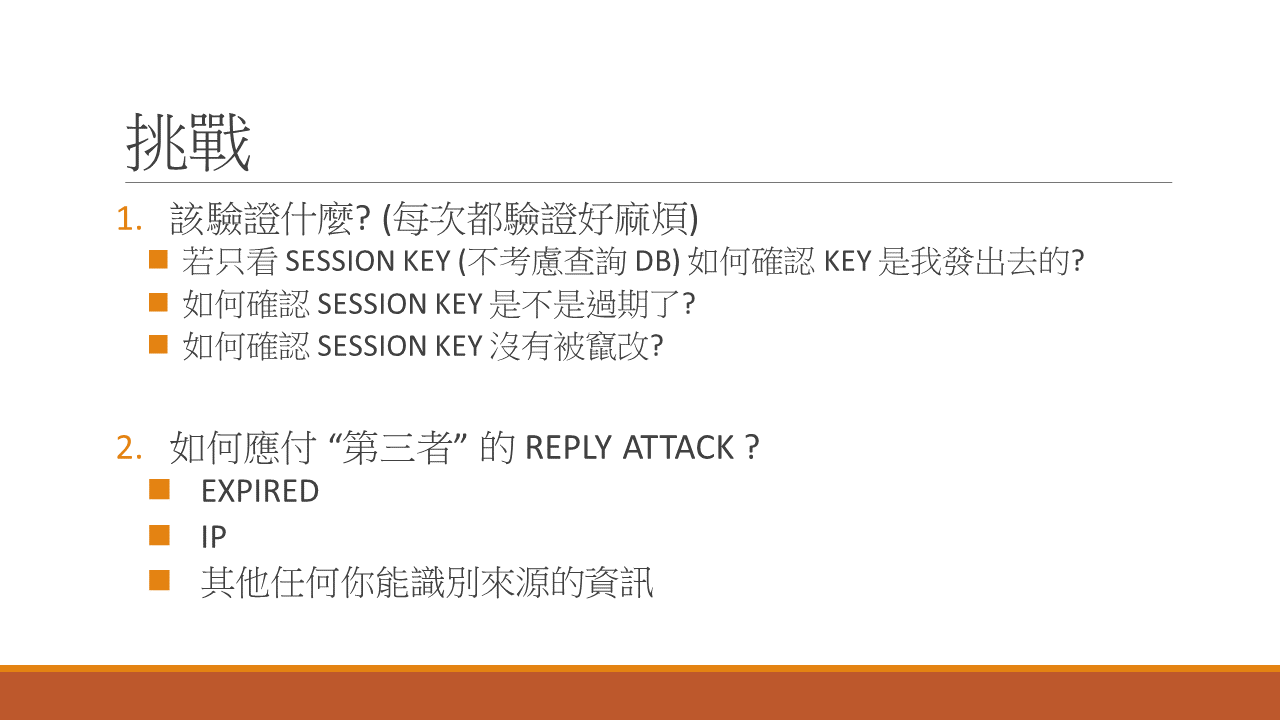 挑戰
1. 該驗證什麼? (每次都驗證好麻煩)
■ 若只看 SESSION KEY (不考慮查詢 DB) 如何確認 KEY 是我發出去的?
■ 如何確認 SESSION KEY 是不是過期了?
■ 如何確認 SESSION KEY 沒有被竄改?
2. 如何應付 “第三者” 的 REPLY ATTACK ?
■ EXPIRED
■ IP
■ 其他任何你能識別來源的資訊